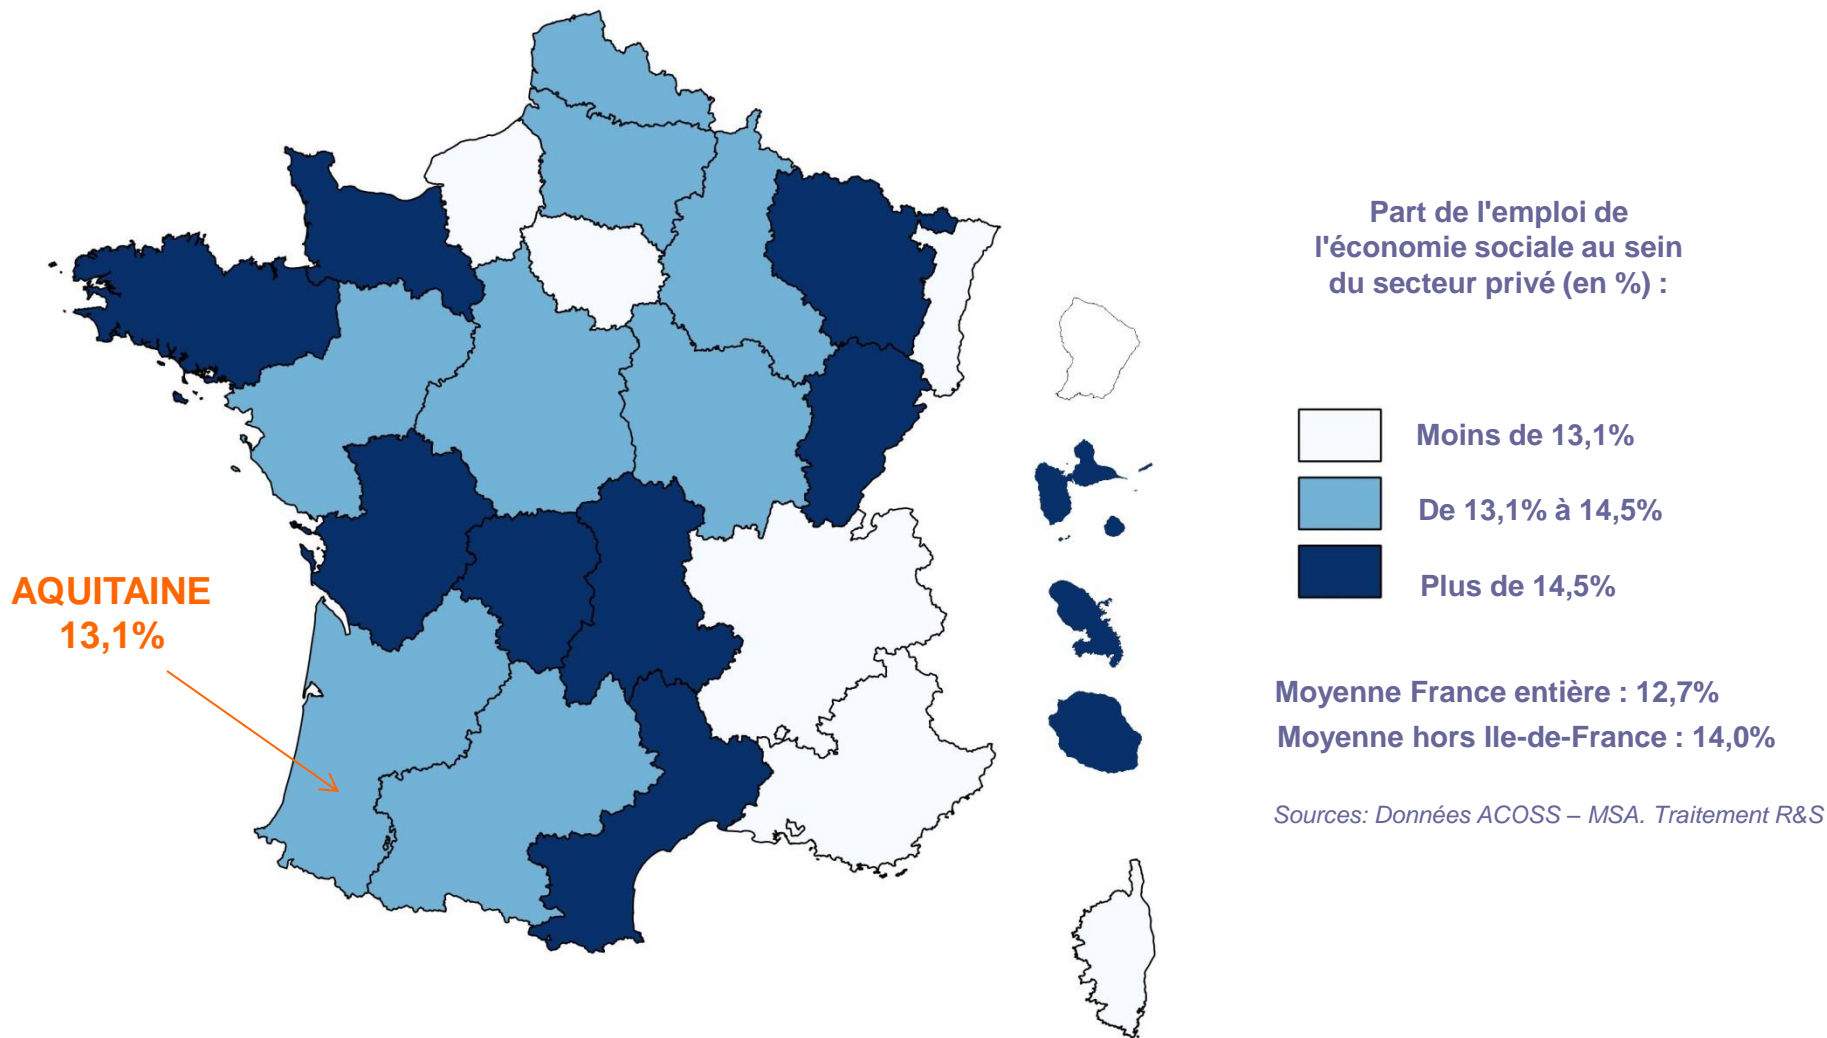 AQUITAINE
13,1%
Part de l'emploi de
l'économie sociale au sein
du secteur privé (en %) :
Moins de 13,1%
De 13,1% à 14,5%
Plus de 14,5%
Moyenne France entière : 12,7%
Moyenne hors Ile-de-France : 14,0%
Sources: Données ACOSS – MSA. Traitement R&S